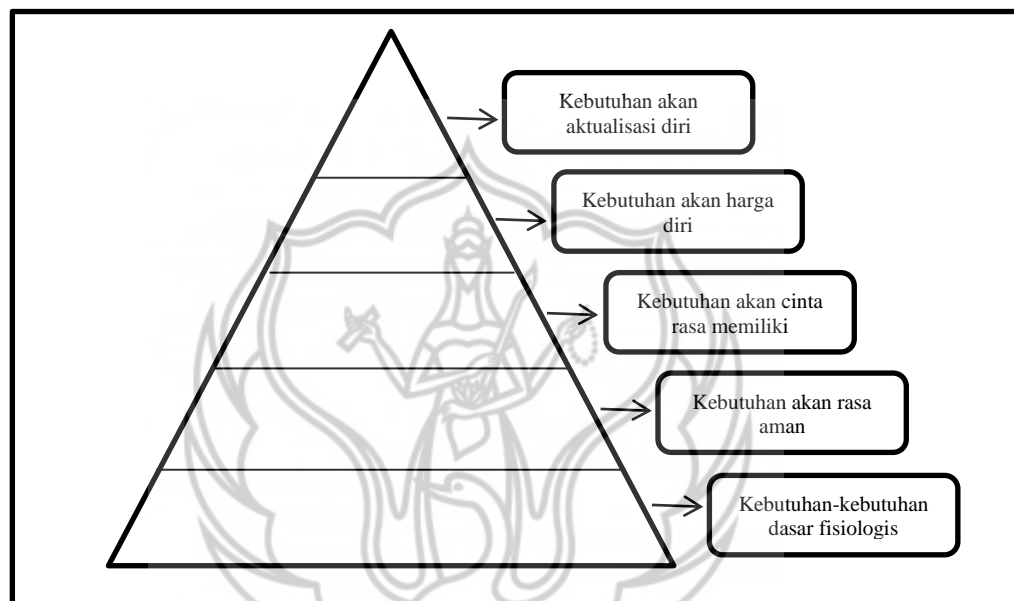 Kebutuhan akan
aktualisasi diri
Kebutuhan akan harga
diri
Kebutuhan akan cinta
rasa memiliki
Kebutuhan akan rasa
aman
Kebutuhan-kebutuhan
dasar fisiologis